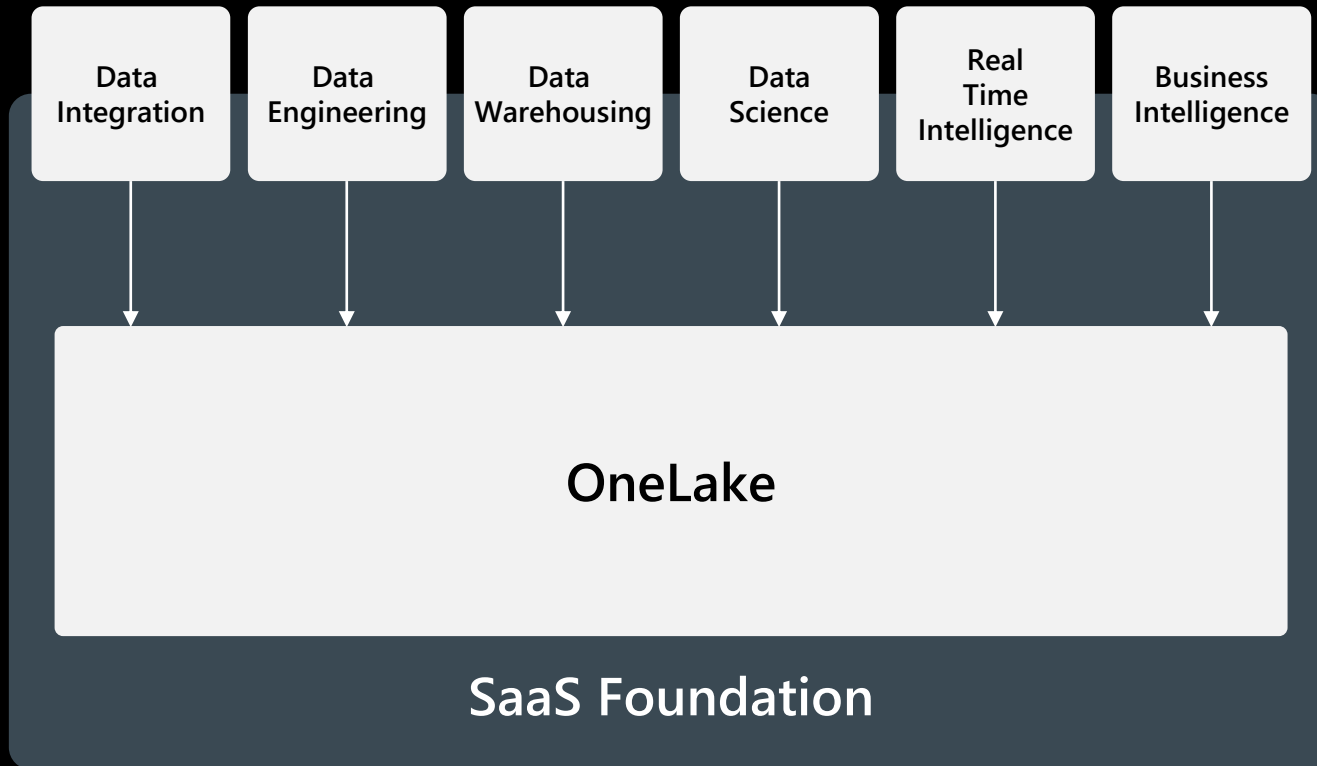 Data
Integration
Data
Engineering
Data
Warehousing
Data
Science
Real
Time
Intelligence
Business
Intelligence
OneLake
SaaS Foundation